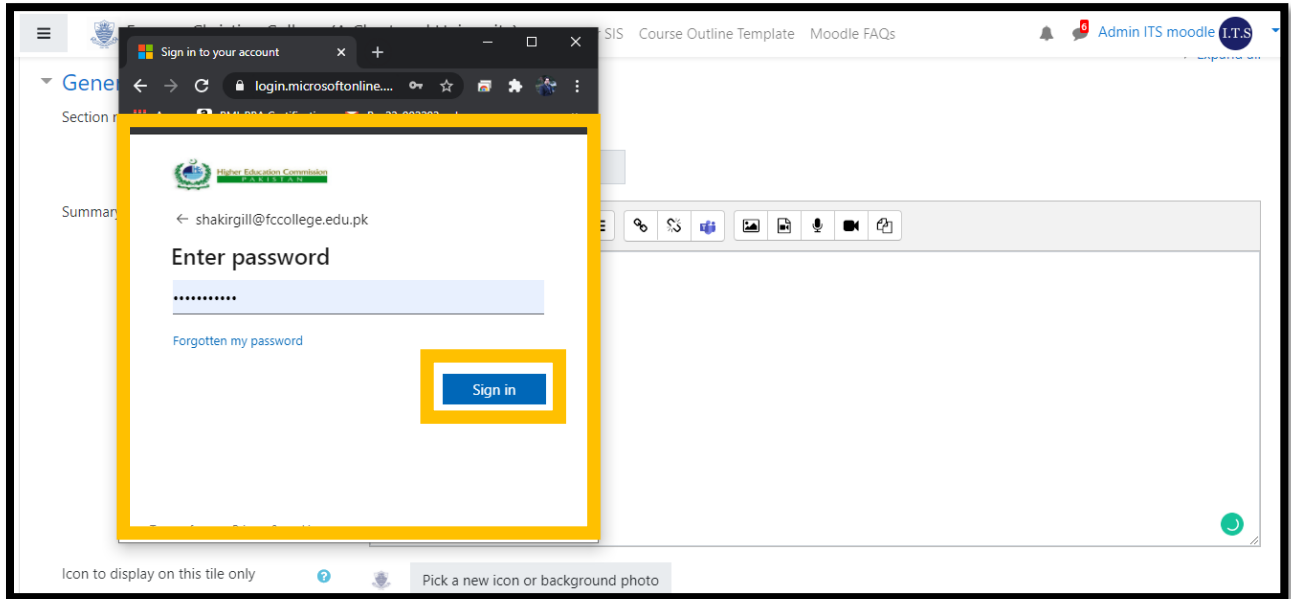 SIS Course Outline Template Moodle FAQs
6
Admin ITS moodle
I.T.S
Sign in to your account
login.microsoftonline....
Gene
Section
Higher Education Commission
PAKISTAN
Summary
shakirgill@fccollege.edu.pk
Enter password
Forgotten my password
Sign in
Icon to display on this tile only
Pick a new icon or background photo